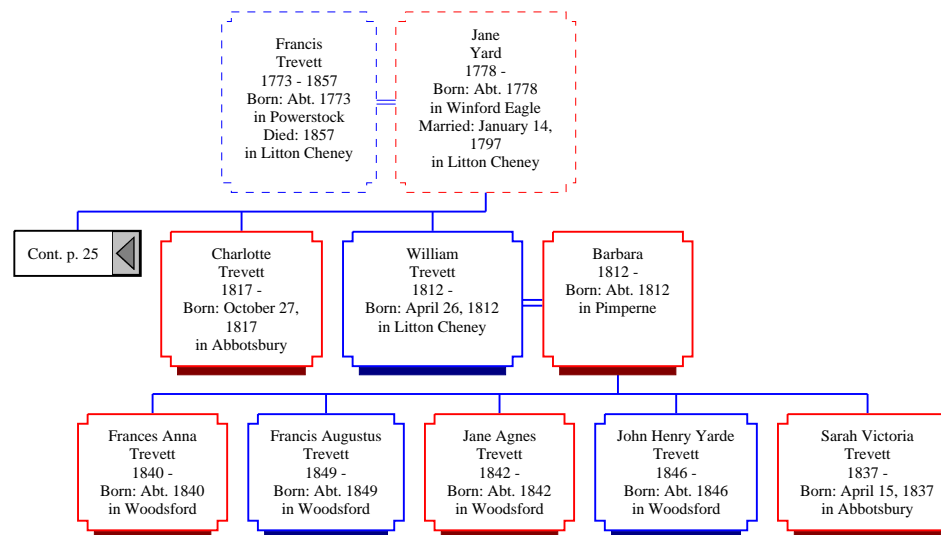 Francis
Trevett
1773 - 1857
Born: Abt. 1773
in Powerstock
Died: 1857
in Litton Cheney
Jane
Yard
1778 -
Born: Abt. 1778
in Winford Eagle
Married: January 14,
1797
in Litton Cheney
Cont. p. 25
Charlotte
Trevett
1817 -
Born: October 27,
1817
in Abbotsbury
William
Trevett
1812 -
Born: April 26, 1812
in Litton Cheney
Barbara
1812 -
Born: Abt. 1812
in Pimperne
Frances Anna
Trevett
1840 -
Born: Abt. 1840
in Woodsford
Francis Augustus
Trevett
1849 -
Born: Abt. 1849
in Woodsford
Jane Agnes
Trevett
1842 -
Born: Abt. 1842
in Woodsford
John Henry Yarde
Trevett
1846 -
Born: Abt. 1846
in Woodsford
Sarah Victoria
Trevett
1837 -
Born: April 15, 1837
in Abbotsbury